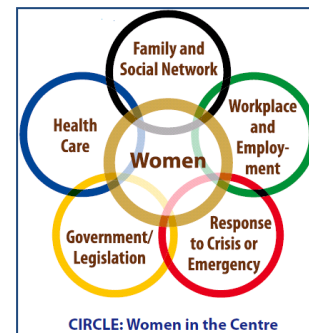 Family and
Social Network
Health
Care
Workplace
and
Employ-
ment
Women
Government/
Legislation
Response
to Crisis or
Emergency
CIRCLE: Women in the Centre